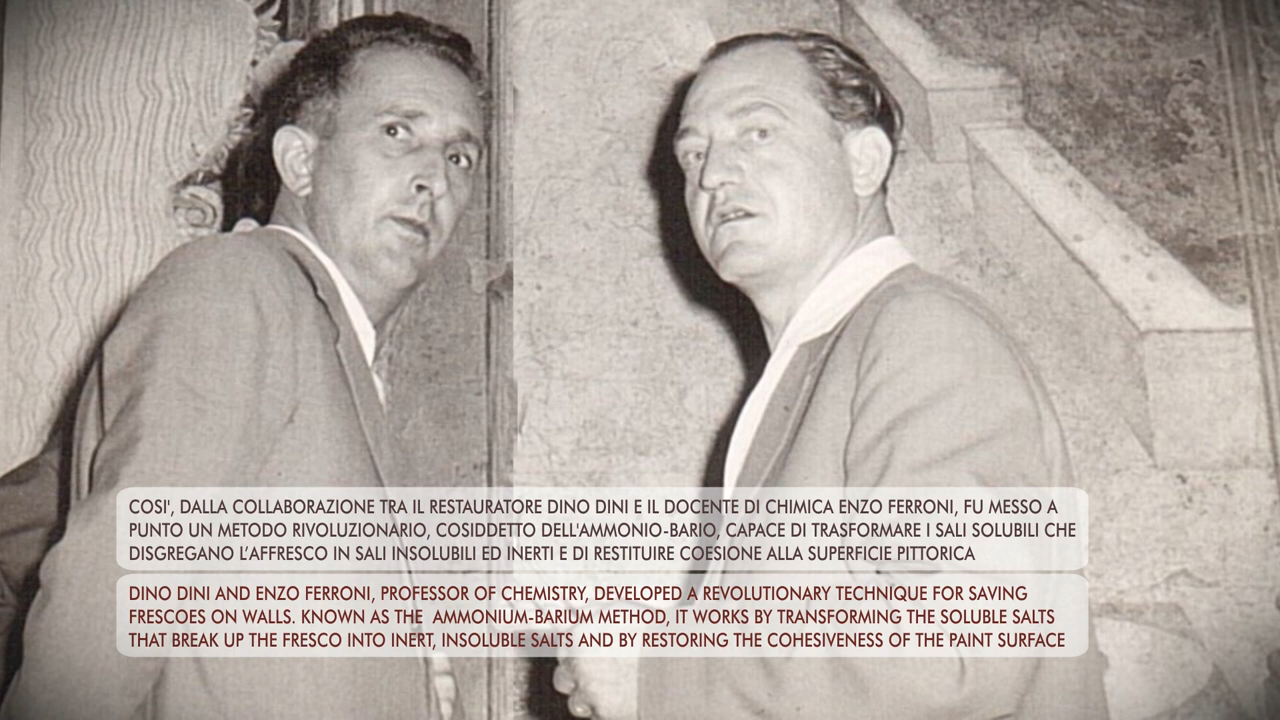 COSI', DALLA COLLABORAZIONE TRA IL RESTAURATORE DINO DINI E IL DOCENTE DI CHIMICA ENZO FERRONI, FU MESSO A
PUNTO UN METODO RIVOLUZIONARIO, COSIDDETTO DELL'AMMONIO-BARIO, CAPACE DI TRASFORMARE I SALI SOLUBILI CHE
DISGREGANO L’AFFRESCO IN SALI INSOLUBILI ED INERTI E DI RESTITUIRE COESIONE ALLA SUPERFICIE PITTORICA
DINO DINI AND ENZO FERRONI, PROFESSOR OF CHEMISTRY, DEVELOPED A REVOLUTIONARY TECHNIQUE FOR SAVING
FRESCOES ON WALLS. KNOWN AS THE  AMMONIUM-BARIUM METHOD, IT WORKS BY TRANSFORMING THE SOLUBLE SALTS
THAT BREAK UP THE FRESCO INTO INERT, INSOLUBLE SALTS AND BY RESTORING THE COHESIVENESS OF THE PAINT SURFACE